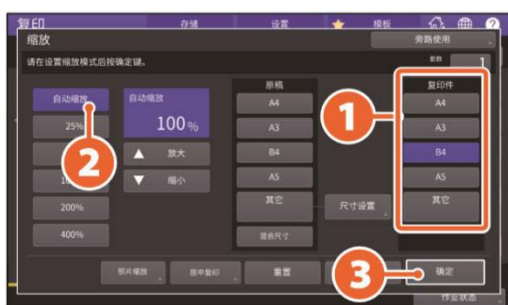 复印
存储
设置
模板
?
缩放
旁路使用
请在设置缩放模式后按确定键。
套数 1
原稿
复印件
自动缩放
自动缩放
A4
A4
25%
100 %
A3
A3
放大
B4
B4
缩小
A5
A5
200%
其它
尺寸设置
其它
400%
混合尺寸
照片缩放
居中复印
重置
确定
作业状态
1
2
3